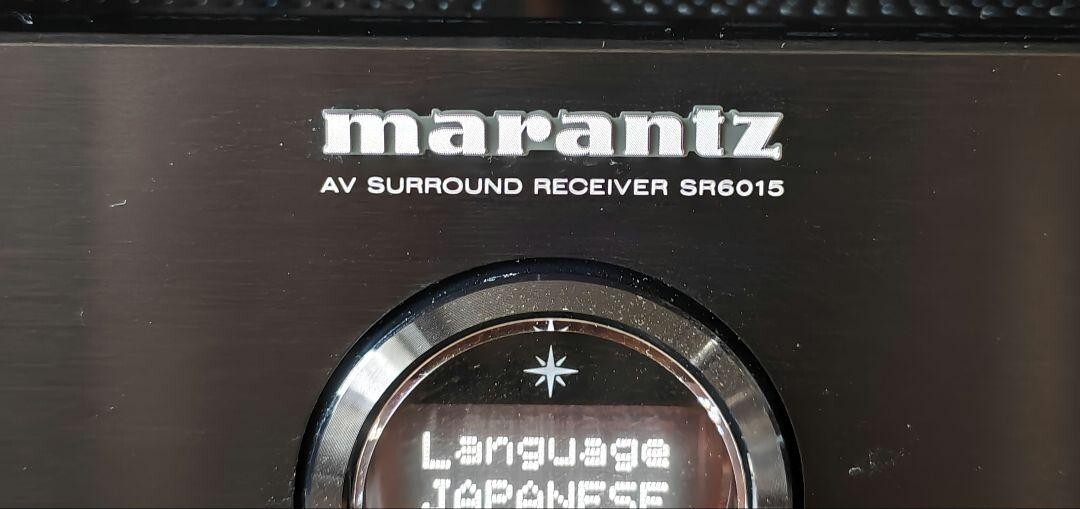 marantz
AV SURROUND RECEIVER SR6015
Language
JAPANESE